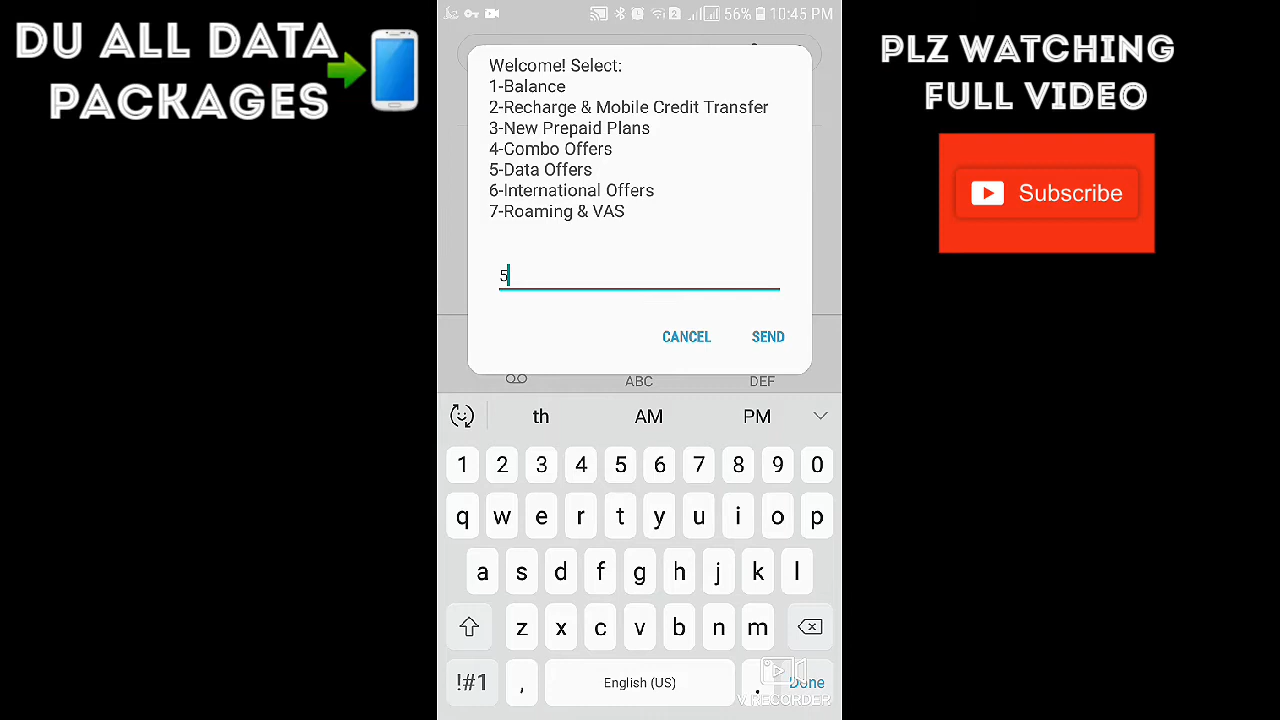 DU ALL DATA
PACKAGES
2
56%
10:45 PM
Welcome! Select:
1-Balance
2-Recharge & Mobile Credit Transfer
3-New Prepaid Plans
4-Combo Offers
5-Data Offers
6-International Offers
7-Roaming & VAS
5
CANCEL SEND
ABC DEF
th AM PM
1 2 3 4 5 6 7 8 9 0
q w e r t y u i o p
a s d f g h j k l
z x c v b n m
!#1 , English (US) . Done
V RECORDER
PLZ WATCHING
FULL VIDEO
Subscribe